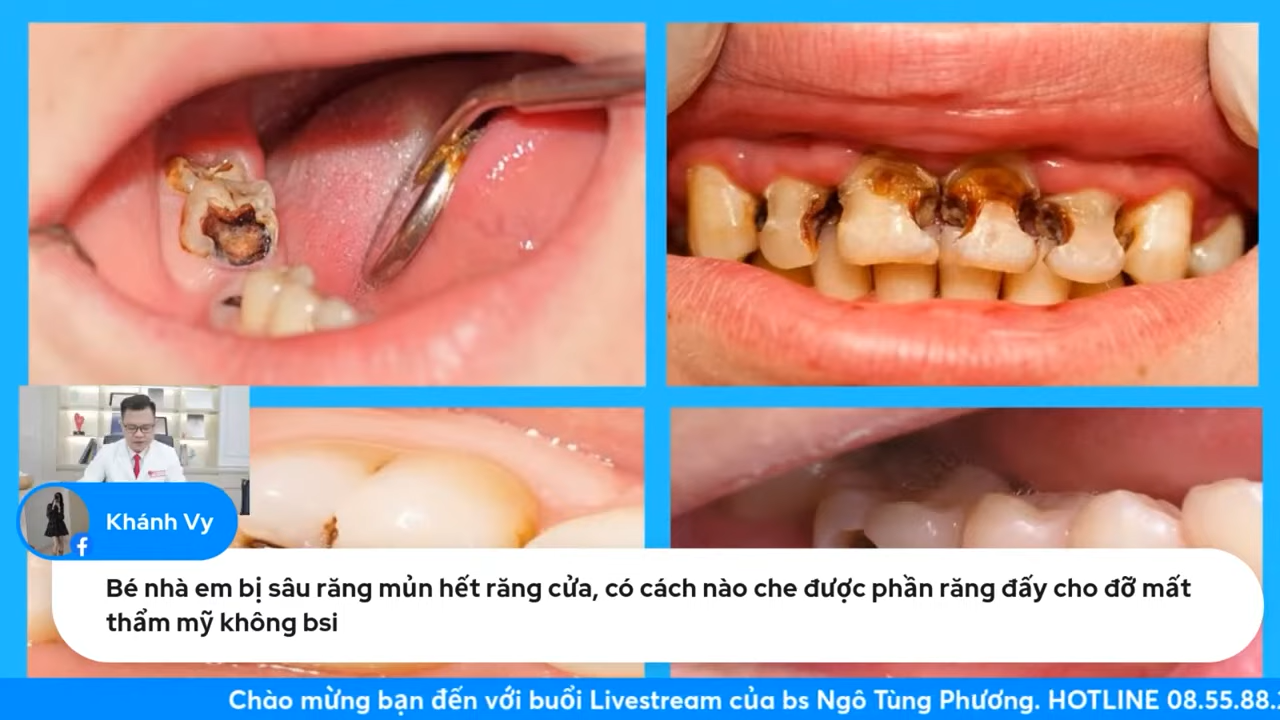 Khánh Vy
Bé nhà em bị sâu răng mủn hết răng cửa, có cách nào che được phần răng đấy cho đỡ mất
thẩm mỹ không bsi
Chào mừng bạn đến với buổi Livestream của bs Ngô Tùng Phương. HOTLINE 08.55.88.